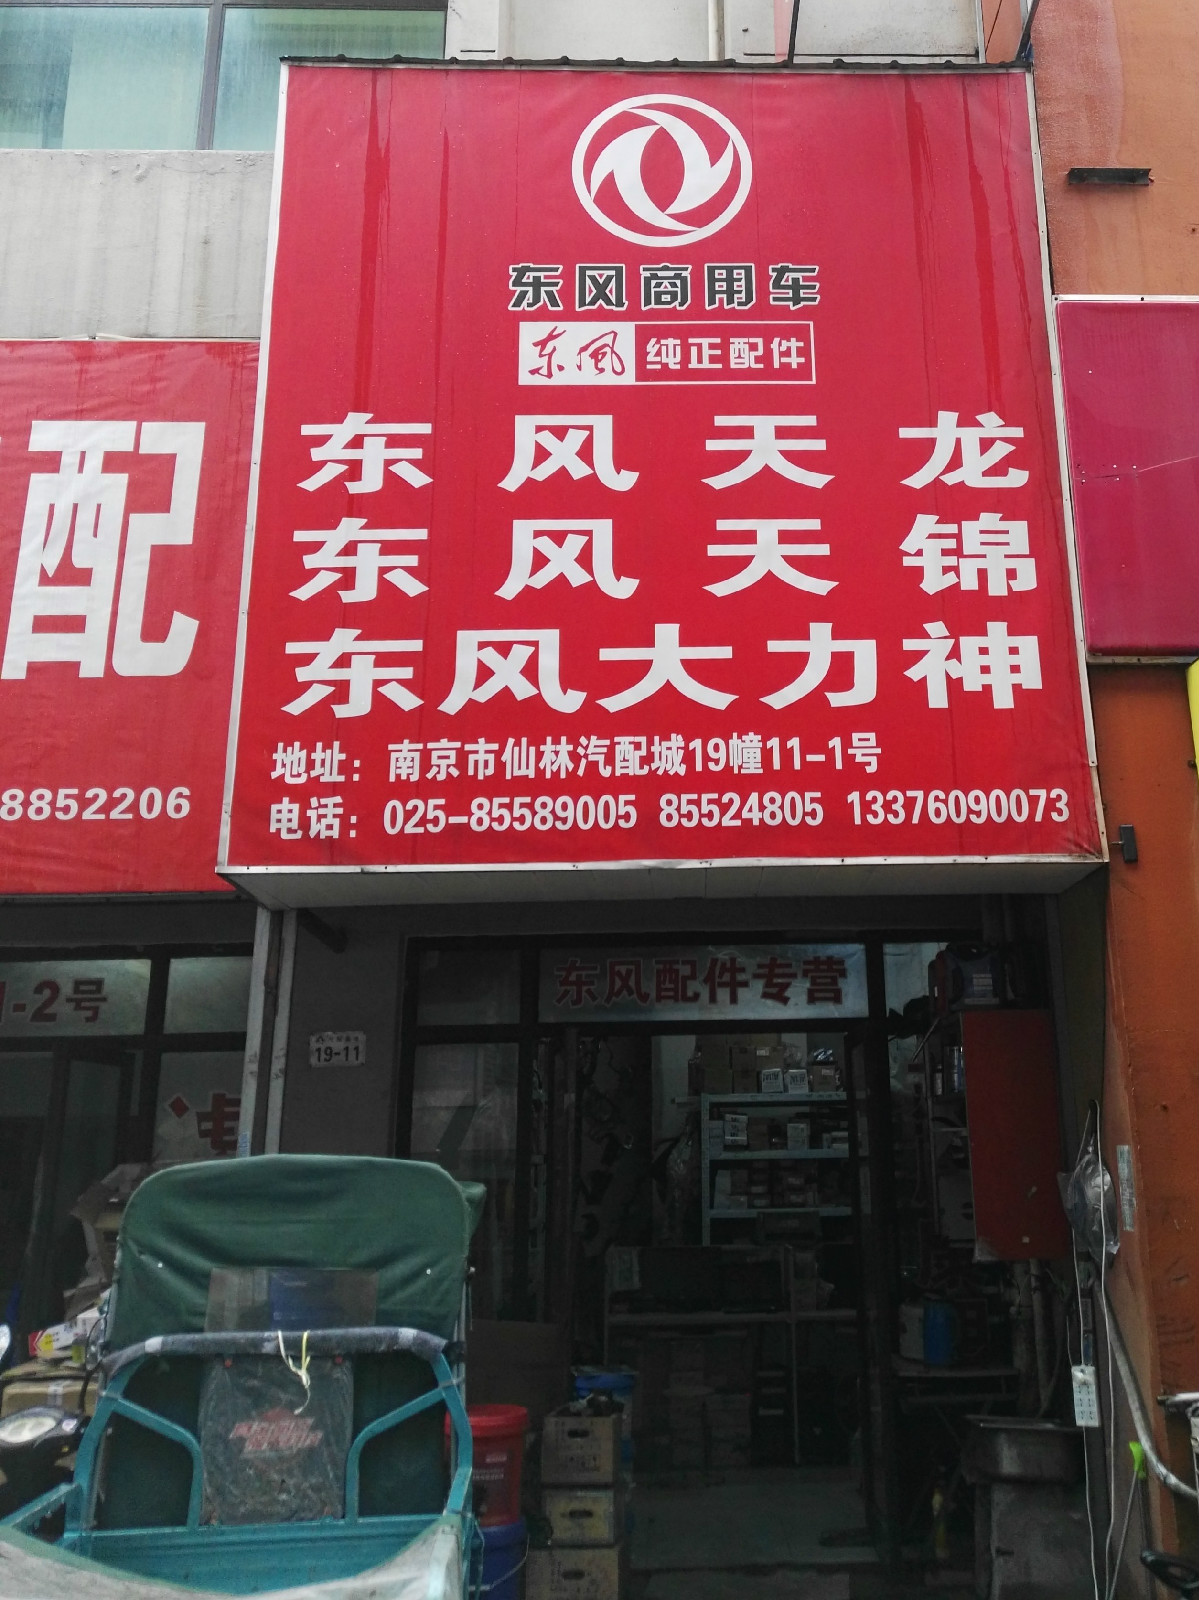 东风商用车
东风 纯正配件
东风天龙
东风天锦
东风大力神
地址：南京市仙林汽配城19幢11-1号
电话：025-85589005 85524805 13376090073
配
8852206
东风配件专营
1-2号
19-11